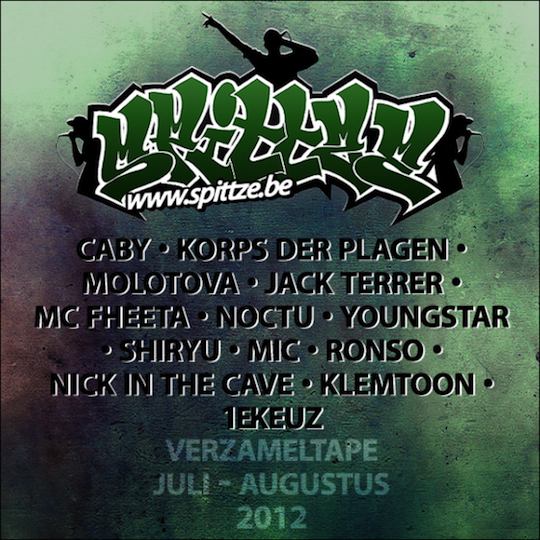 SPITTZE
www.spittze.be
CABY • KORPS DER PLAGEN •
MOLOTOVA • JACK TERRER •
MC FHEETA • NOCTU • YOUNGSTAR
• SHIRYU • MIC • RONSO •
NICK IN THE CAVE • KLEMTOON •
1EKEUZ
VERZAMELTAPE
JULI - AUGUSTUS
2012